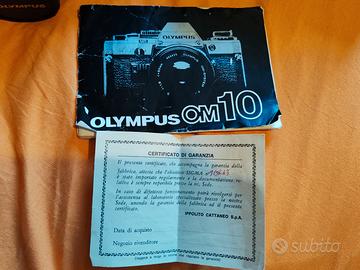 OLYMPUS
OLYMPUS OM10
CERTIFICATO DI GARANZIA
Il presente certificato, che accompagna la garanzia della
fabbrica, attesta che l'obiettivo SIGMA
è stato importato regolarmente e la documentazione re-
lativa è sempre reperibile presso la ns. Sede.
In caso di difettoso funzionamento potrà rivolgersi per
l'assistenza al laboratorio specializzato presso la nostra
Sede, unendo la garanzia della fabbrica ed il presente
certificato.
IPPOLITO CATTANEO S.p.A.
Data di acquisto
Negozio rivenditore
subito